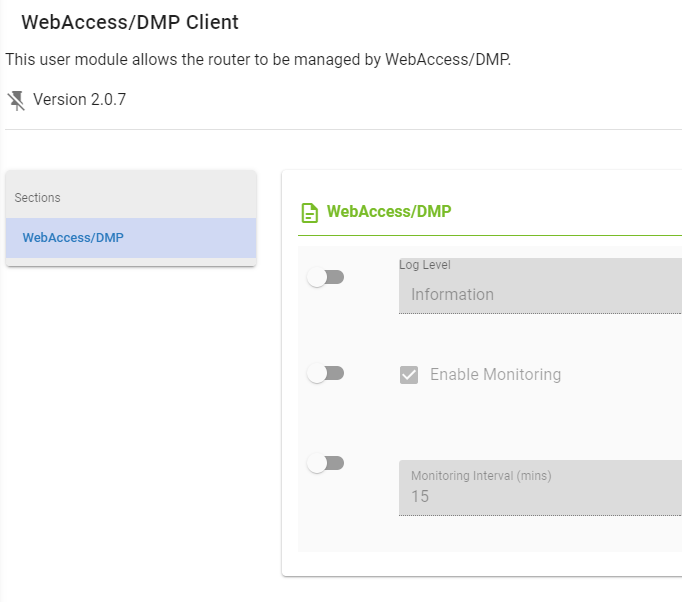 WebAccess/DMP Client
This user module allows the router to be managed by WebAccess/DMP.
Version 2.0.7
Sections
WebAccess/DMP
WebAccess/DMP
Log Level
Information
Enable Monitoring
Monitoring Interval (mins)
15